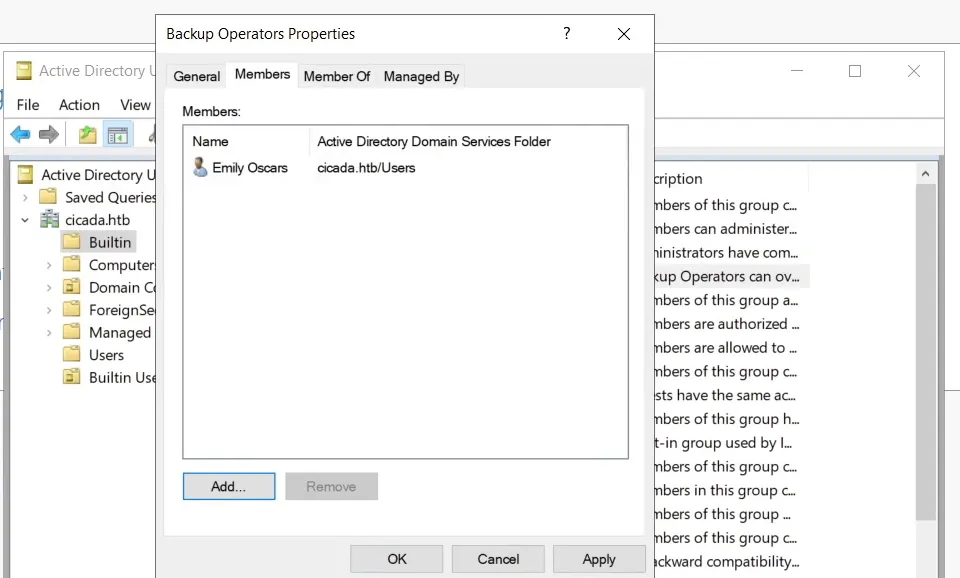 Backup Operators Properties
?
Active Directory U
File Action View
General Members Member Of Managed By
Members:
Name Active Directory Domain Services Folder
Emily Oscars cicada.htb/Users
Add... Remove
OK Cancel Apply
Active Directory U
Saved Queries
cicada.htb
Builtin
Computers
Domain Co
ForeignSec
Managed
Users
Builtin Use
cription
mbers of this group c...
mbers can administer...
ministrators have com...
kup Operators can ov...
mbers of this group a...
mbers are authorized ...
mbers are allowed to ...
mbers of this group c...
ests have the same ac...
mbers of this group h...
t-in group used by I...
mbers of this group c...
mbers in this group c...
mbers of this group ...
mbers of this group c...
ackward compatibility...